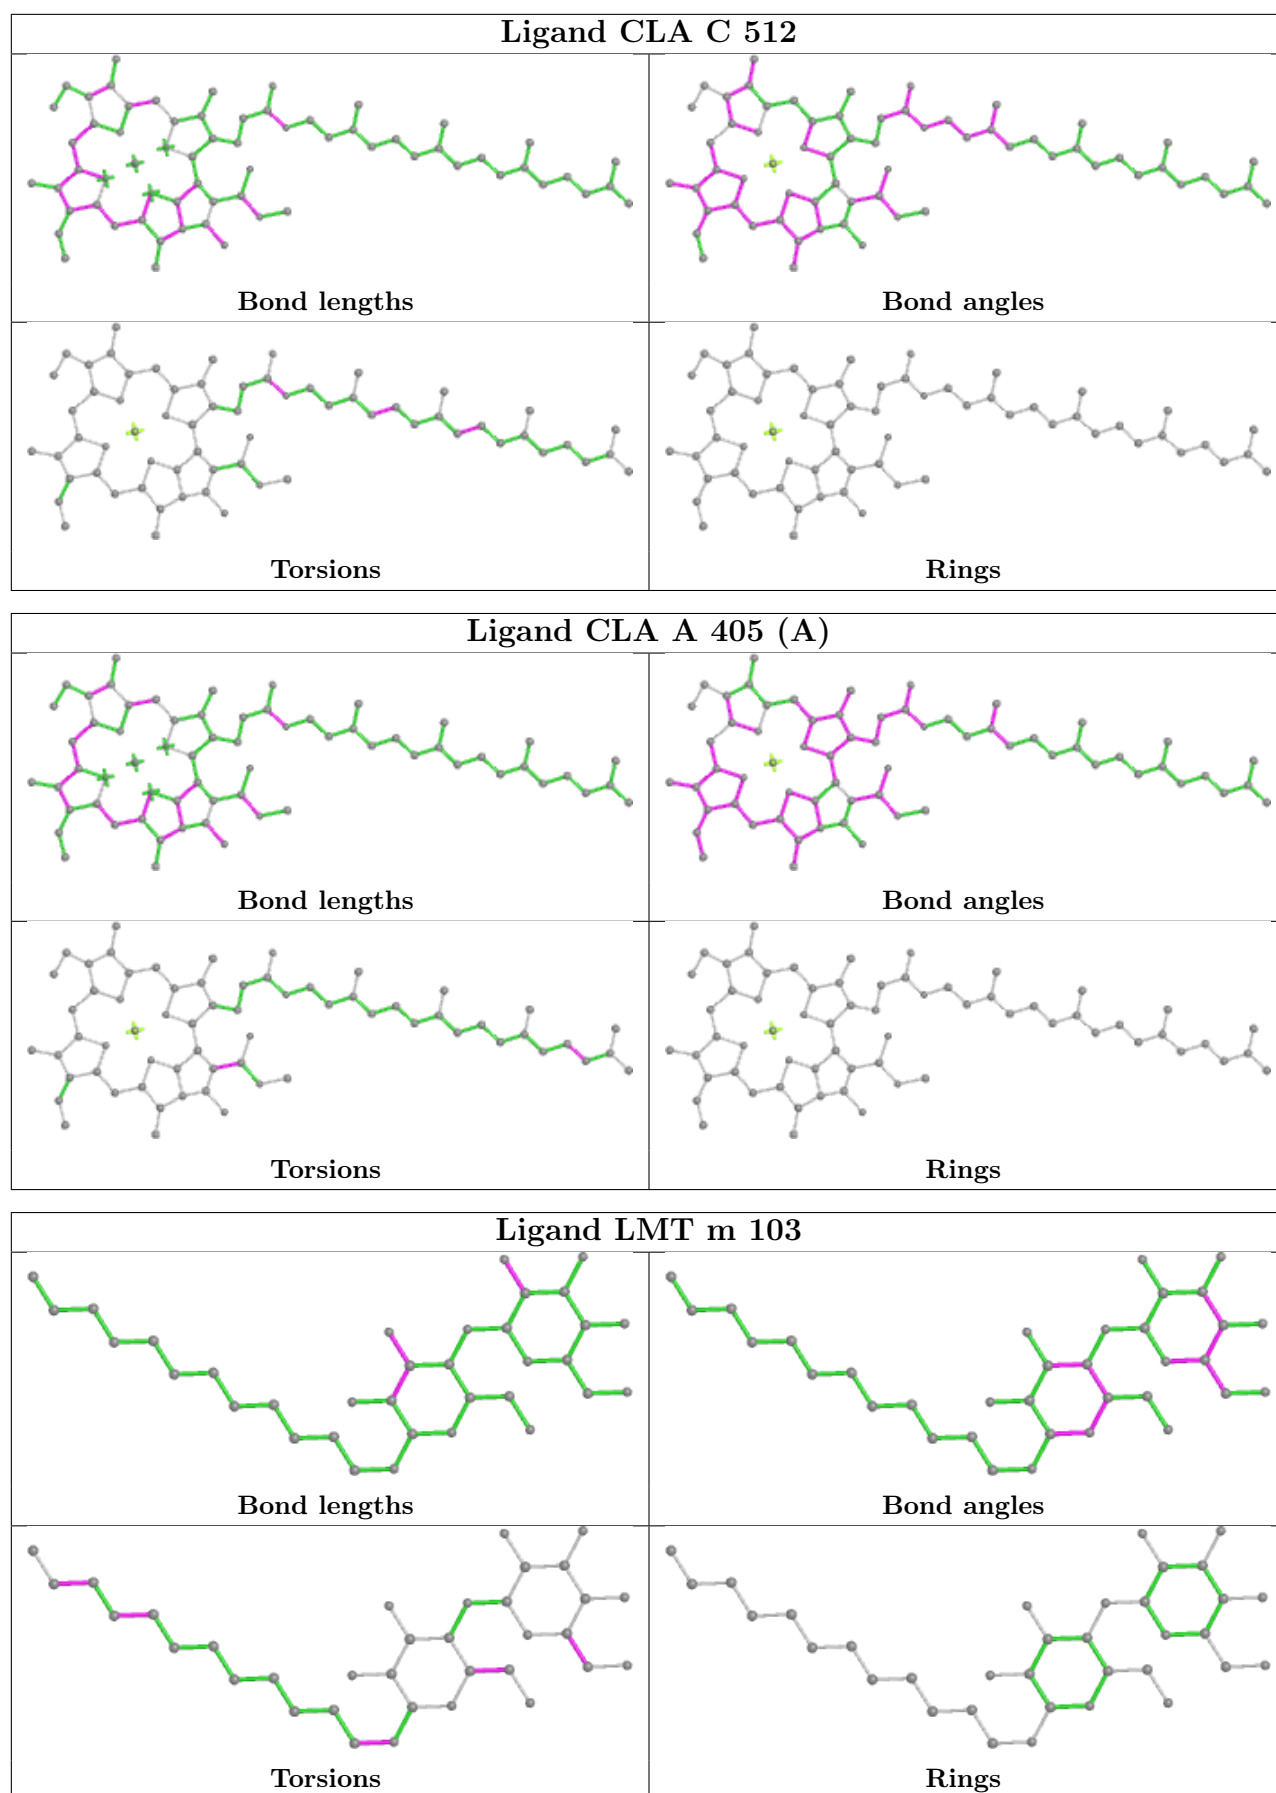 Ligand CLA C 512
Bond lengths
Bond angles
Torsions
Rings
Ligand CLA A 405 (A)
Bond lengths
Bond angles
Torsions
Rings
Ligand LMT m 103
Bond lengths
Bond angles
Torsions
Rings